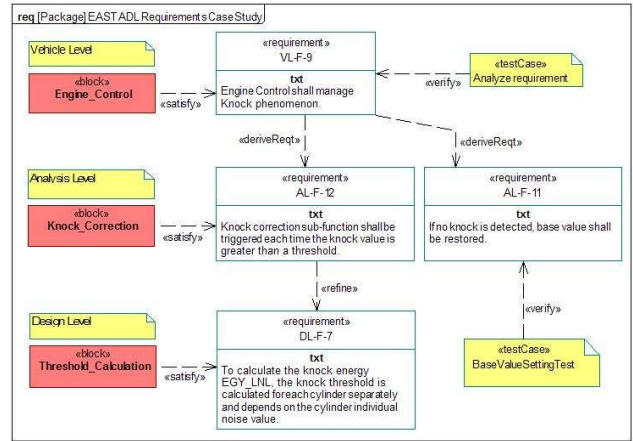 req [Package] EAST ADL Requirements Case Study
Vehicle Level
«block»
Engine_Control
«satisfy»
«requirement»
VL-F-9
txt
Engine Control shall manage
Knock phenomenon.
«testCase»
Analyze requirement
«verify»
«deriveReqt»
«deriveReqt»
Analysis Level
«block»
Knock_Correction
«satisfy»
«requirement»
AL-F-12
txt
Knock correction sub-function shall be
triggered each time the knock value is
greater than a threshold.
«requirement»
AL-F-11
txt
If no knock is detected, base value shall
be restored.
«refine»
«verify»
Design Level
«block»
Threshold_Calculation
«satisfy»
«requirement»
DL-F-7
txt
To calculate the knock energy
EGY_LNL, the knock threshold is
calculated foreach cylinder separately
and depends on the cylinder individual
noise value.
«testCase»
BaseValueSettingTest